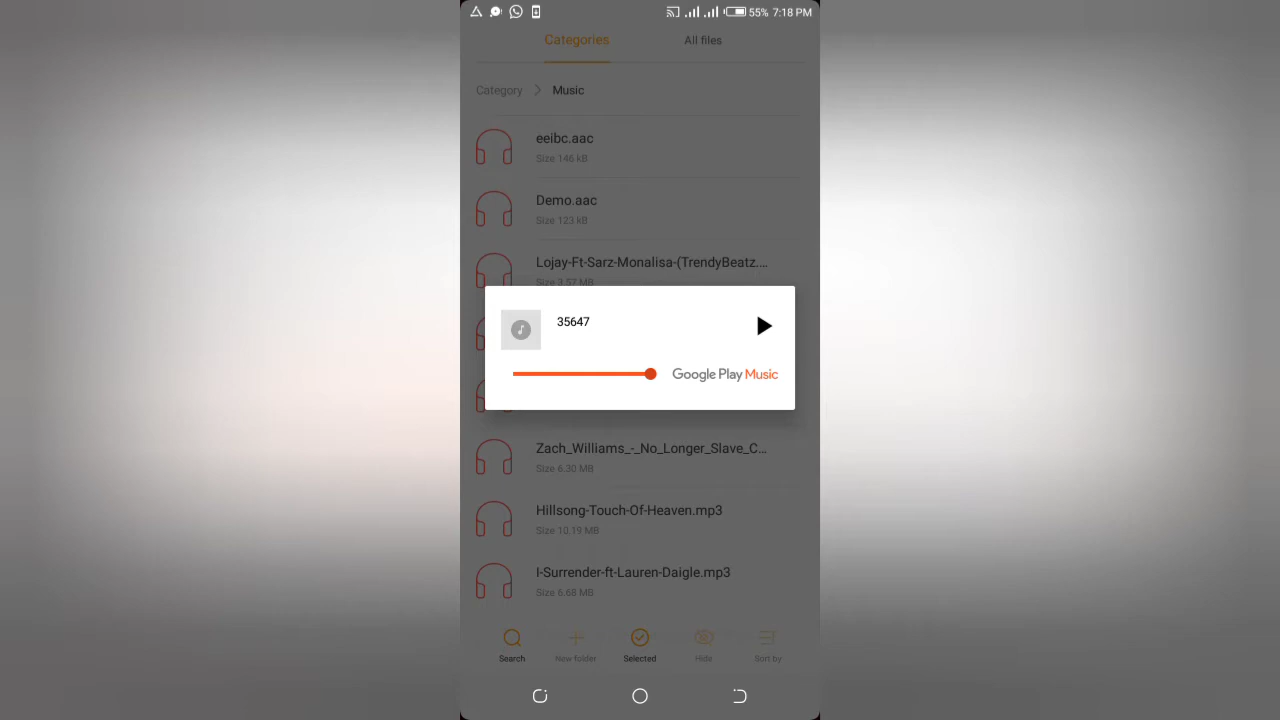 55% 7:18 PM
Categories
All files
Category
Music
eeibc.aac
Size 146 kB
Demo.aac
Size 123 kB
Lojay-Ft-Sarz-Monalisa-(TrendyBeatz....
Size 3.57 MB
35647
Google Play Music
Zach_Williams_-_No_Longer_Slave_C...
Size 6.30 MB
Hillsong-Touch-Of-Heaven.mp3
Size 10.19 MB
I-Surrender-ft-Lauren-Daigle.mp3
Size 6.68 MB
Search
New folder
Selected
Hide
Sort by